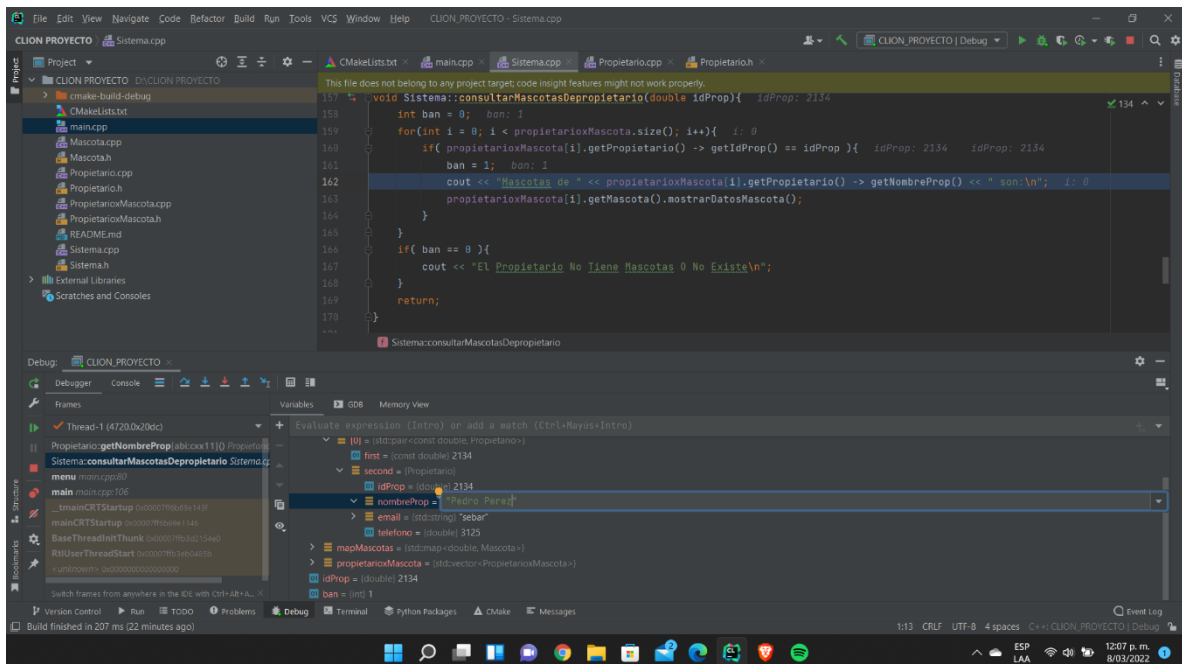 File Edit View Navigate Code Refactor Build Run Tools VCS Window Help CLION_PROYECTO - Sistema.cpp
CLION PROYECTO Sistema.cpp CLION_PROYECTO | Debug
Project CMakeLists.txt main.cpp Sistema.cpp Propietario.cpp Propietario.h
CLION PROYECTO D:\CLION PROYECTO
cmake-build-debug
CMakeLists.txt
main.cpp
Mascota.cpp
Mascota.h
Propietario.cpp
Propietario.h
PropietarioxMascota.cpp
PropietarioxMascota.h
README.md
Sistema.cpp
Sistema.h
External Libraries
Scratches and Consoles
This file does not belong to any project target; code insight features might not work properly.
134
157 void Sistema::consultarMascotasDepropietario(double idProp){ idProp: 2134
158 int ban = 0; ban: 1
159 for(int i = 0; i < propietarioxMascota.size(); i++){ i: 0
160 if( propietarioxMascota[i].getPropietario() -> getIdProp() == idProp ){ idProp: 2134 idProp: 2134
161 ban = 1; ban: 1
162 cout << "Mascotas de " << propietarioxMascota[i].getPropietario() -> getNombreProp() << " son:\n"; i: 0
163 propietarioxMascota[i].getMascota().mostrarDatosMascota();
164 }
165 }
166 if( ban == 0 ){
167 cout << "El Propietario No Tiene Mascotas O No Existe\n";
168 }
169 return;
170 }
Sistema::consultarMascotasDepropietario
Project
Database
Structure
Bookmarks
Debug: CLION_PROYECTO
Debugger Console
Frames Variables GDB Memory View
Thread-1 (4720.0x20dc)
Propietario::getNombreProp[abi:cxx11]()
Sistema::consultarMascotasDepropietario
menu main.cpp:80
main main.cpp:106
__tmainCRTStartup
mainCRTStartup
BaseThreadInitThunk
RtlUserThreadStart
<unknown> 0x0000000000000000
Switch frames from anywhere in the IDE with Ctrl+Alt+A...
Evaluate expression (Intro) or add a watch (Ctrl+Mayús+Intro)
[0] = {std::pair<const double, Propietario>}
first = {const double} 2134
second = {Propietario}
idProp = {double} 2134
nombreProp = "Pedro Perez"
email = {std::string} "sebar"
telefono = {double} 3125
mapMascotas = {std::map<double, Mascota>}
propietarioxMascota = {std::vector<PropietarioxMascota>}
idProp = {double} 2134
ban = {int} 1
Version Control Run TODO Problems Debug Terminal Python Packages CMake Messages Event Log
Build finished in 207 ms (22 minutes ago) 1:13 CRLF UTF-8 4 spaces C++: CLION_PROYECTO | Debug
ESP
LAA
12:07 p. m.
8/03/2022